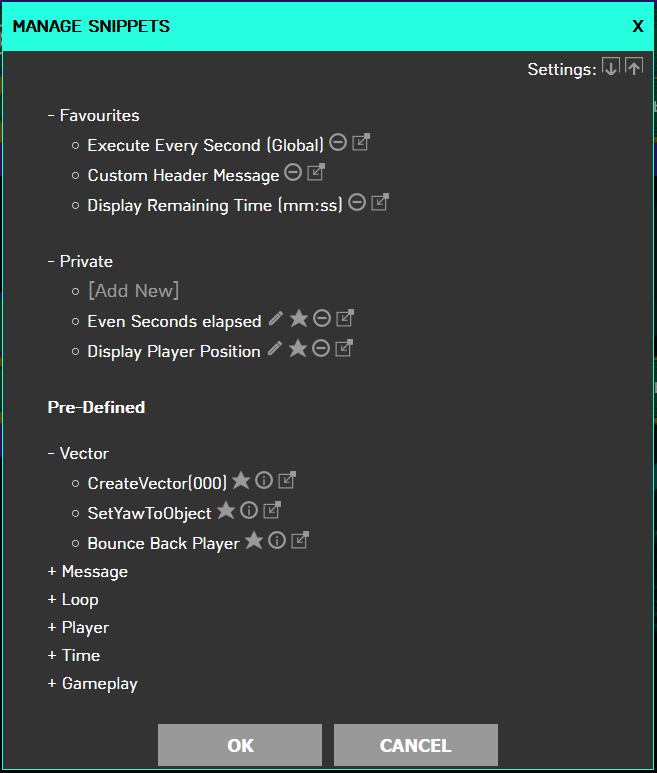 MANAGE SNIPPETS X
Settings:
- Favourites
Execute Every Second (Global)
Custom Header Message
Display Remaining Time (mm:ss)
- Private
[Add New]
Even Seconds elapsed
Display Player Position
Pre-Defined
- Vector
CreateVector(000)
SetYawToObject
Bounce Back Player
+ Message
+ Loop
+ Player
+ Time
+ Gameplay
OK CANCEL